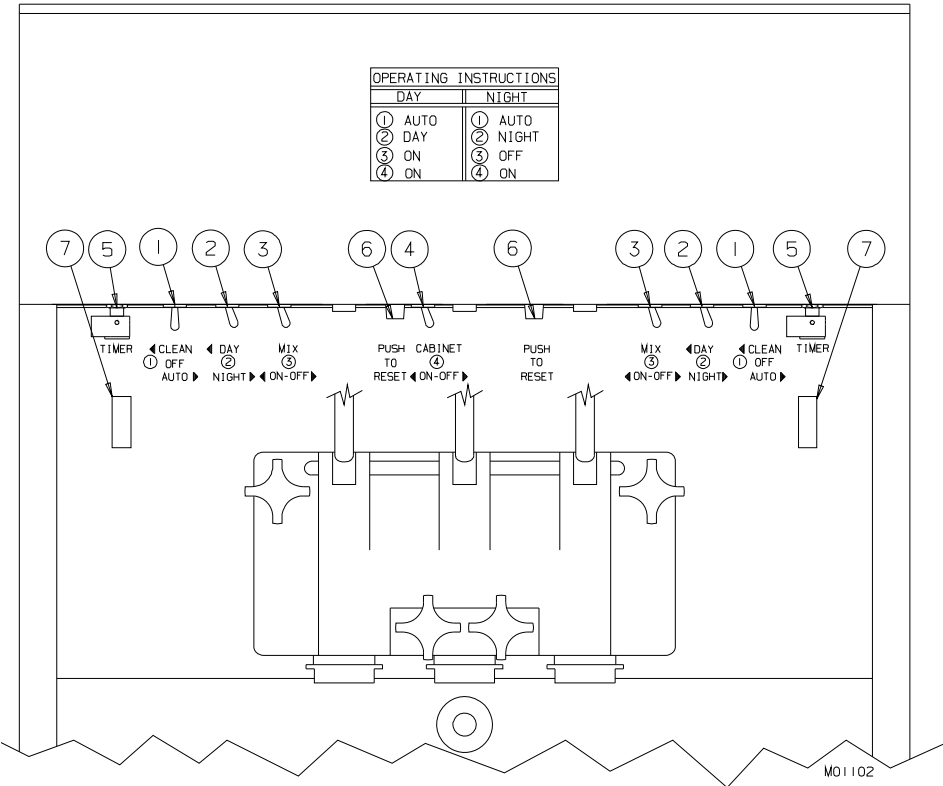 OPERATING INSTRUCTIONS
DAY NIGHT
① AUTO ① AUTO
② DAY ② NIGHT
③ ON ③ OFF
④ ON ④ ON
7 5 1 2 3 6 4 6 3 2 1 5 7
TIMER ◀CLEAN ◀DAY MIX PUSH CABINET PUSH MIX ◀DAY ◀CLEAN TIMER
① OFF ② ③ TO ④ TO ③ ② ① OFF
AUTO▶ NIGHT▶ ◀ON-OFF▶ RESET ◀ON-OFF▶ RESET ◀ON-OFF▶ NIGHT▶ AUTO▶
M01102